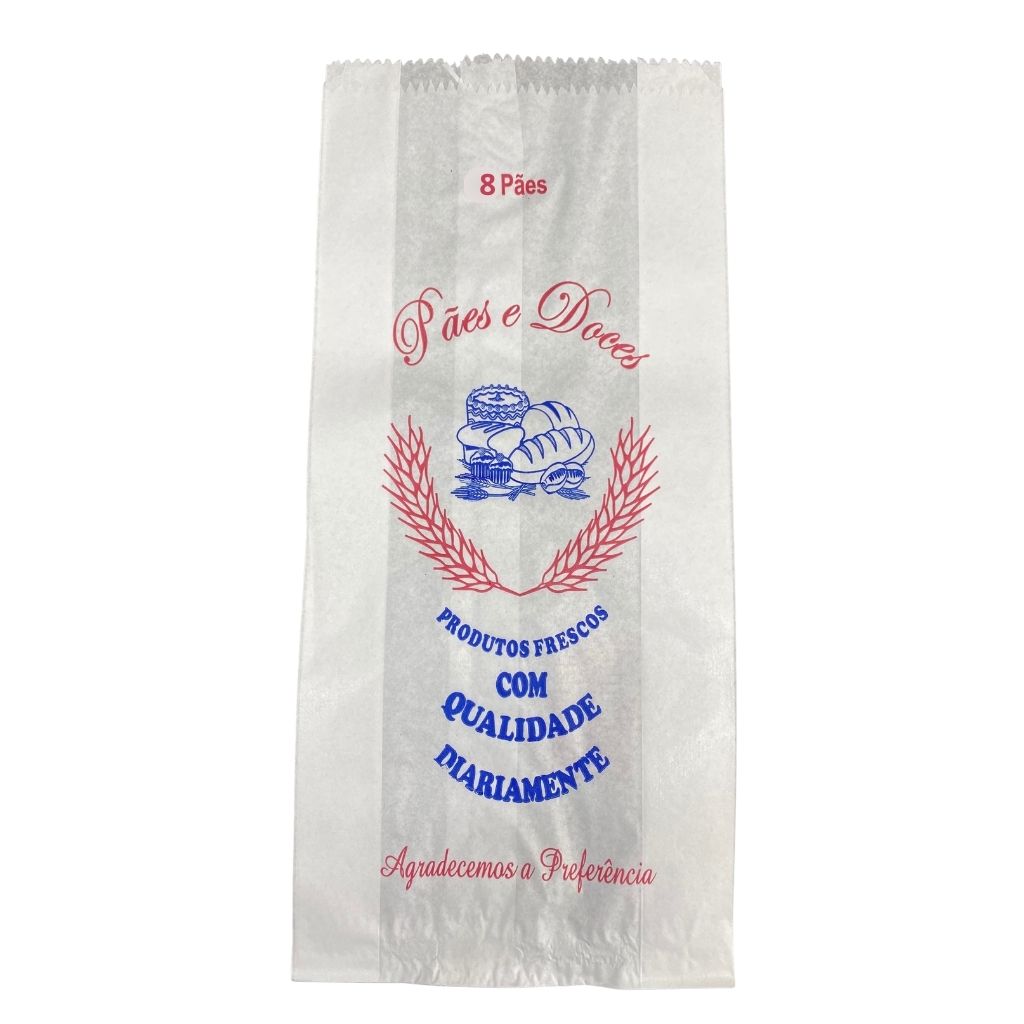 8 Pães
Pães e Doces
PRODUTOS FRESCOS
COM
QUALIDADE
DIARIAMENTE
Agradecemos a Preferência